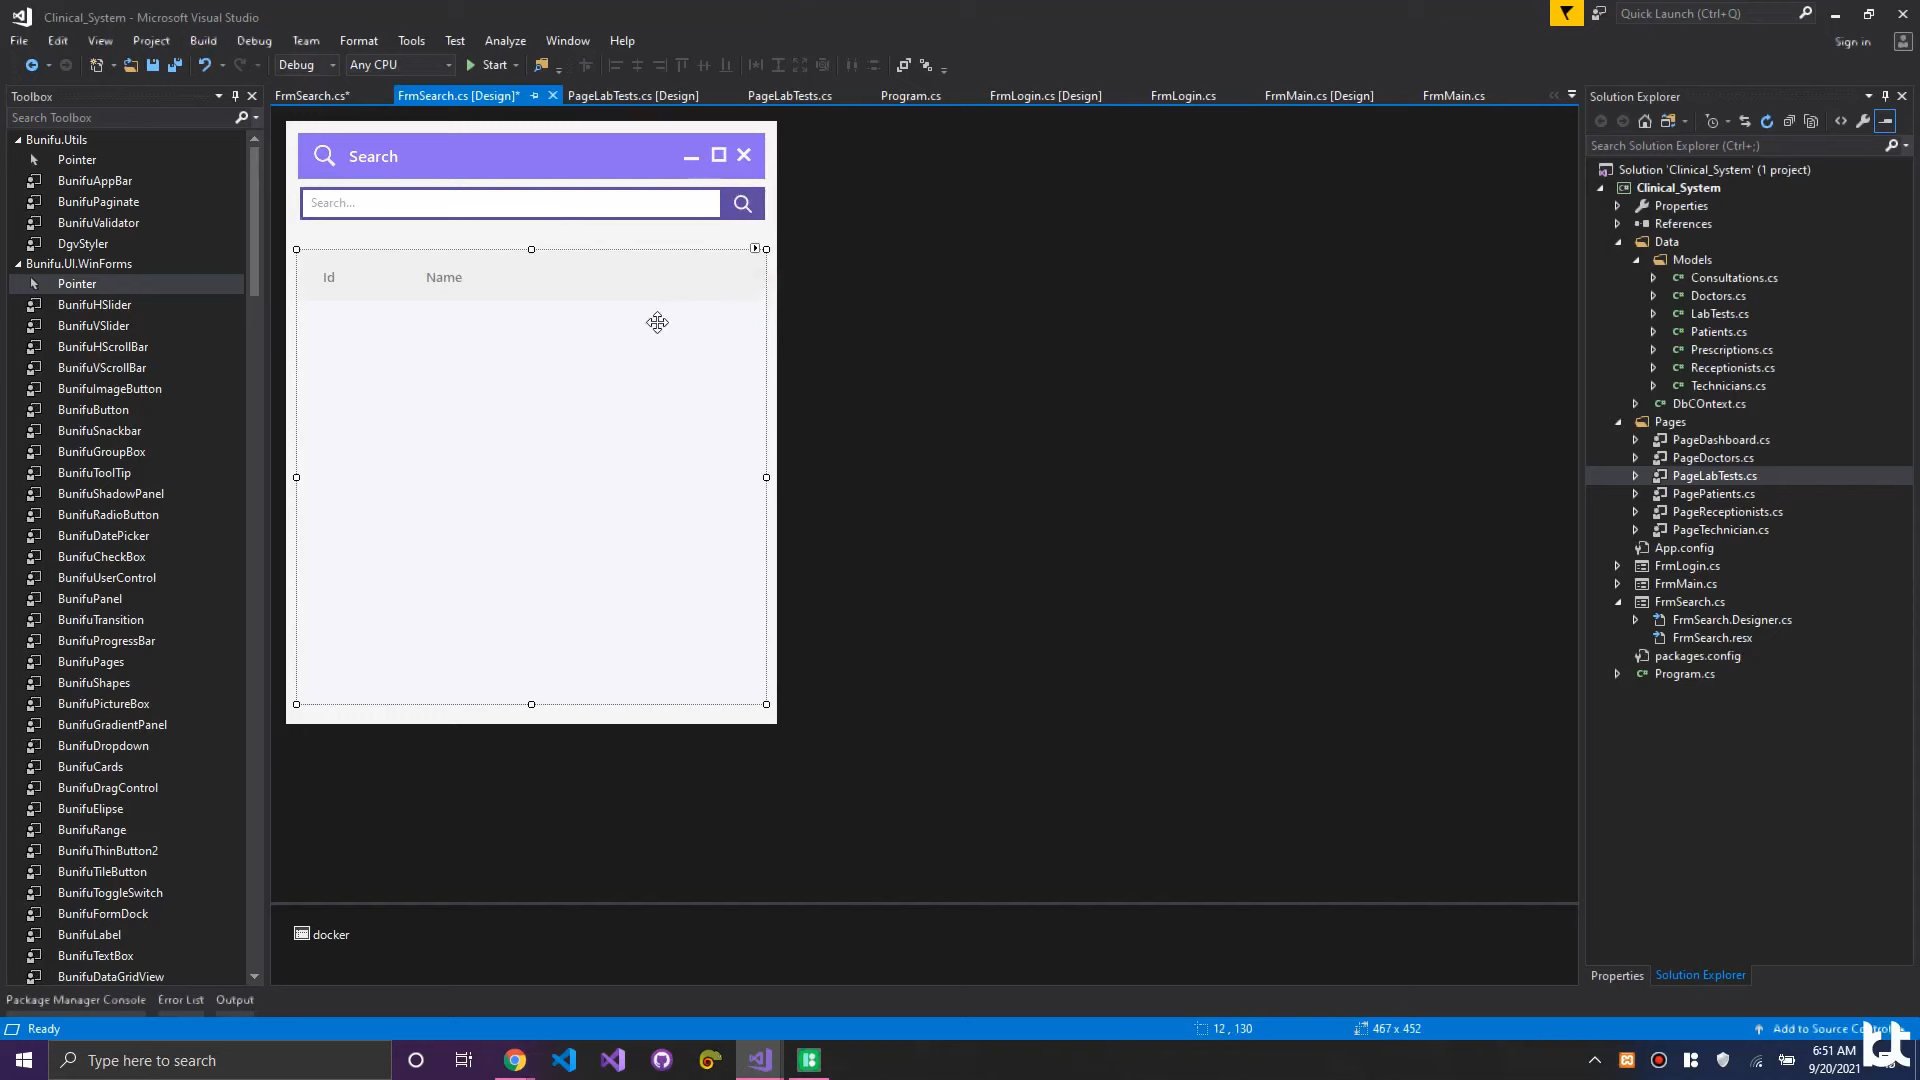 Clinical_System - Microsoft Visual Studio
Quick Launch (Ctrl+Q)
File Edit View Project Build Debug Team Format Tools Test Analyze Window Help
Sign in
Debug Any CPU Start
Toolbox
FrmSearch.cs* FrmSearch.cs [Design]* PageLabTests.cs [Design] PageLabTests.cs Program.cs FrmLogin.cs [Design] FrmLogin.cs FrmMain.cs [Design] FrmMain.cs
Solution Explorer
Search Toolbox
Bunifu.Utils
Pointer
BunifuAppBar
BunifuPaginate
BunifuValidator
DgvStyler
Bunifu.UI.WinForms
Pointer
BunifuHSlider
BunifuVSlider
BunifuHScrollBar
BunifuVScrollBar
BunifuImageButton
BunifuButton
BunifuSnackbar
BunifuGroupBox
BunifuToolTip
BunifuShadowPanel
BunifuRadioButton
BunifuDatePicker
BunifuCheckBox
BunifuUserControl
BunifuPanel
BunifuTransition
BunifuProgressBar
BunifuPages
BunifuShapes
BunifuPictureBox
BunifuGradientPanel
BunifuDropdown
BunifuCards
BunifuDragControl
BunifuElipse
BunifuRange
BunifuThinButton2
BunifuTileButton
BunifuToggleSwitch
BunifuFormDock
BunifuLabel
BunifuTextBox
BunifuDataGridView
Search
Search...
Id Name
docker
Search Solution Explorer (Ctrl+;)
Solution 'Clinical_System' (1 project)
Clinical_System
Properties
References
Data
Models
Consultations.cs
Doctors.cs
LabTests.cs
Patients.cs
Prescriptions.cs
Receptionists.cs
Technicians.cs
DbCOntext.cs
Pages
PageDashboard.cs
PageDoctors.cs
PageLabTests.cs
PagePatients.cs
PageReceptionists.cs
PageTechnician.cs
App.config
FrmLogin.cs
FrmMain.cs
FrmSearch.cs
FrmSearch.Designer.cs
FrmSearch.resx
packages.config
Program.cs
Properties Solution Explorer
Package Manager Console Error List Output
Ready
12 , 130
467 x 452
Add to Source
Type here to search
6:51 AM
9/20/2021